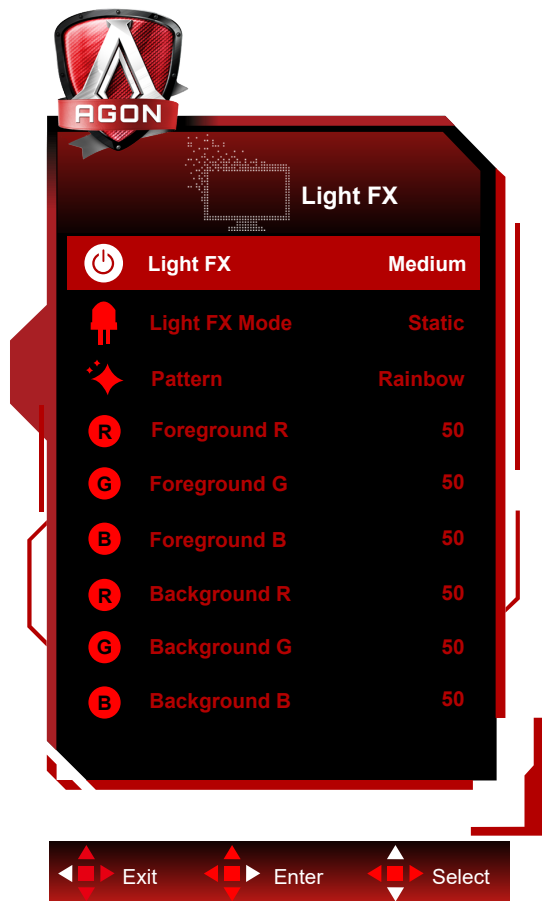 AGON
Light FX
Light FX Medium
Light FX Mode Static
Pattern Rainbow
R Foreground R 50
G Foreground G 50
B Foreground B 50
R Background R 50
G Background G 50
B Background B 50
Exit Enter Select